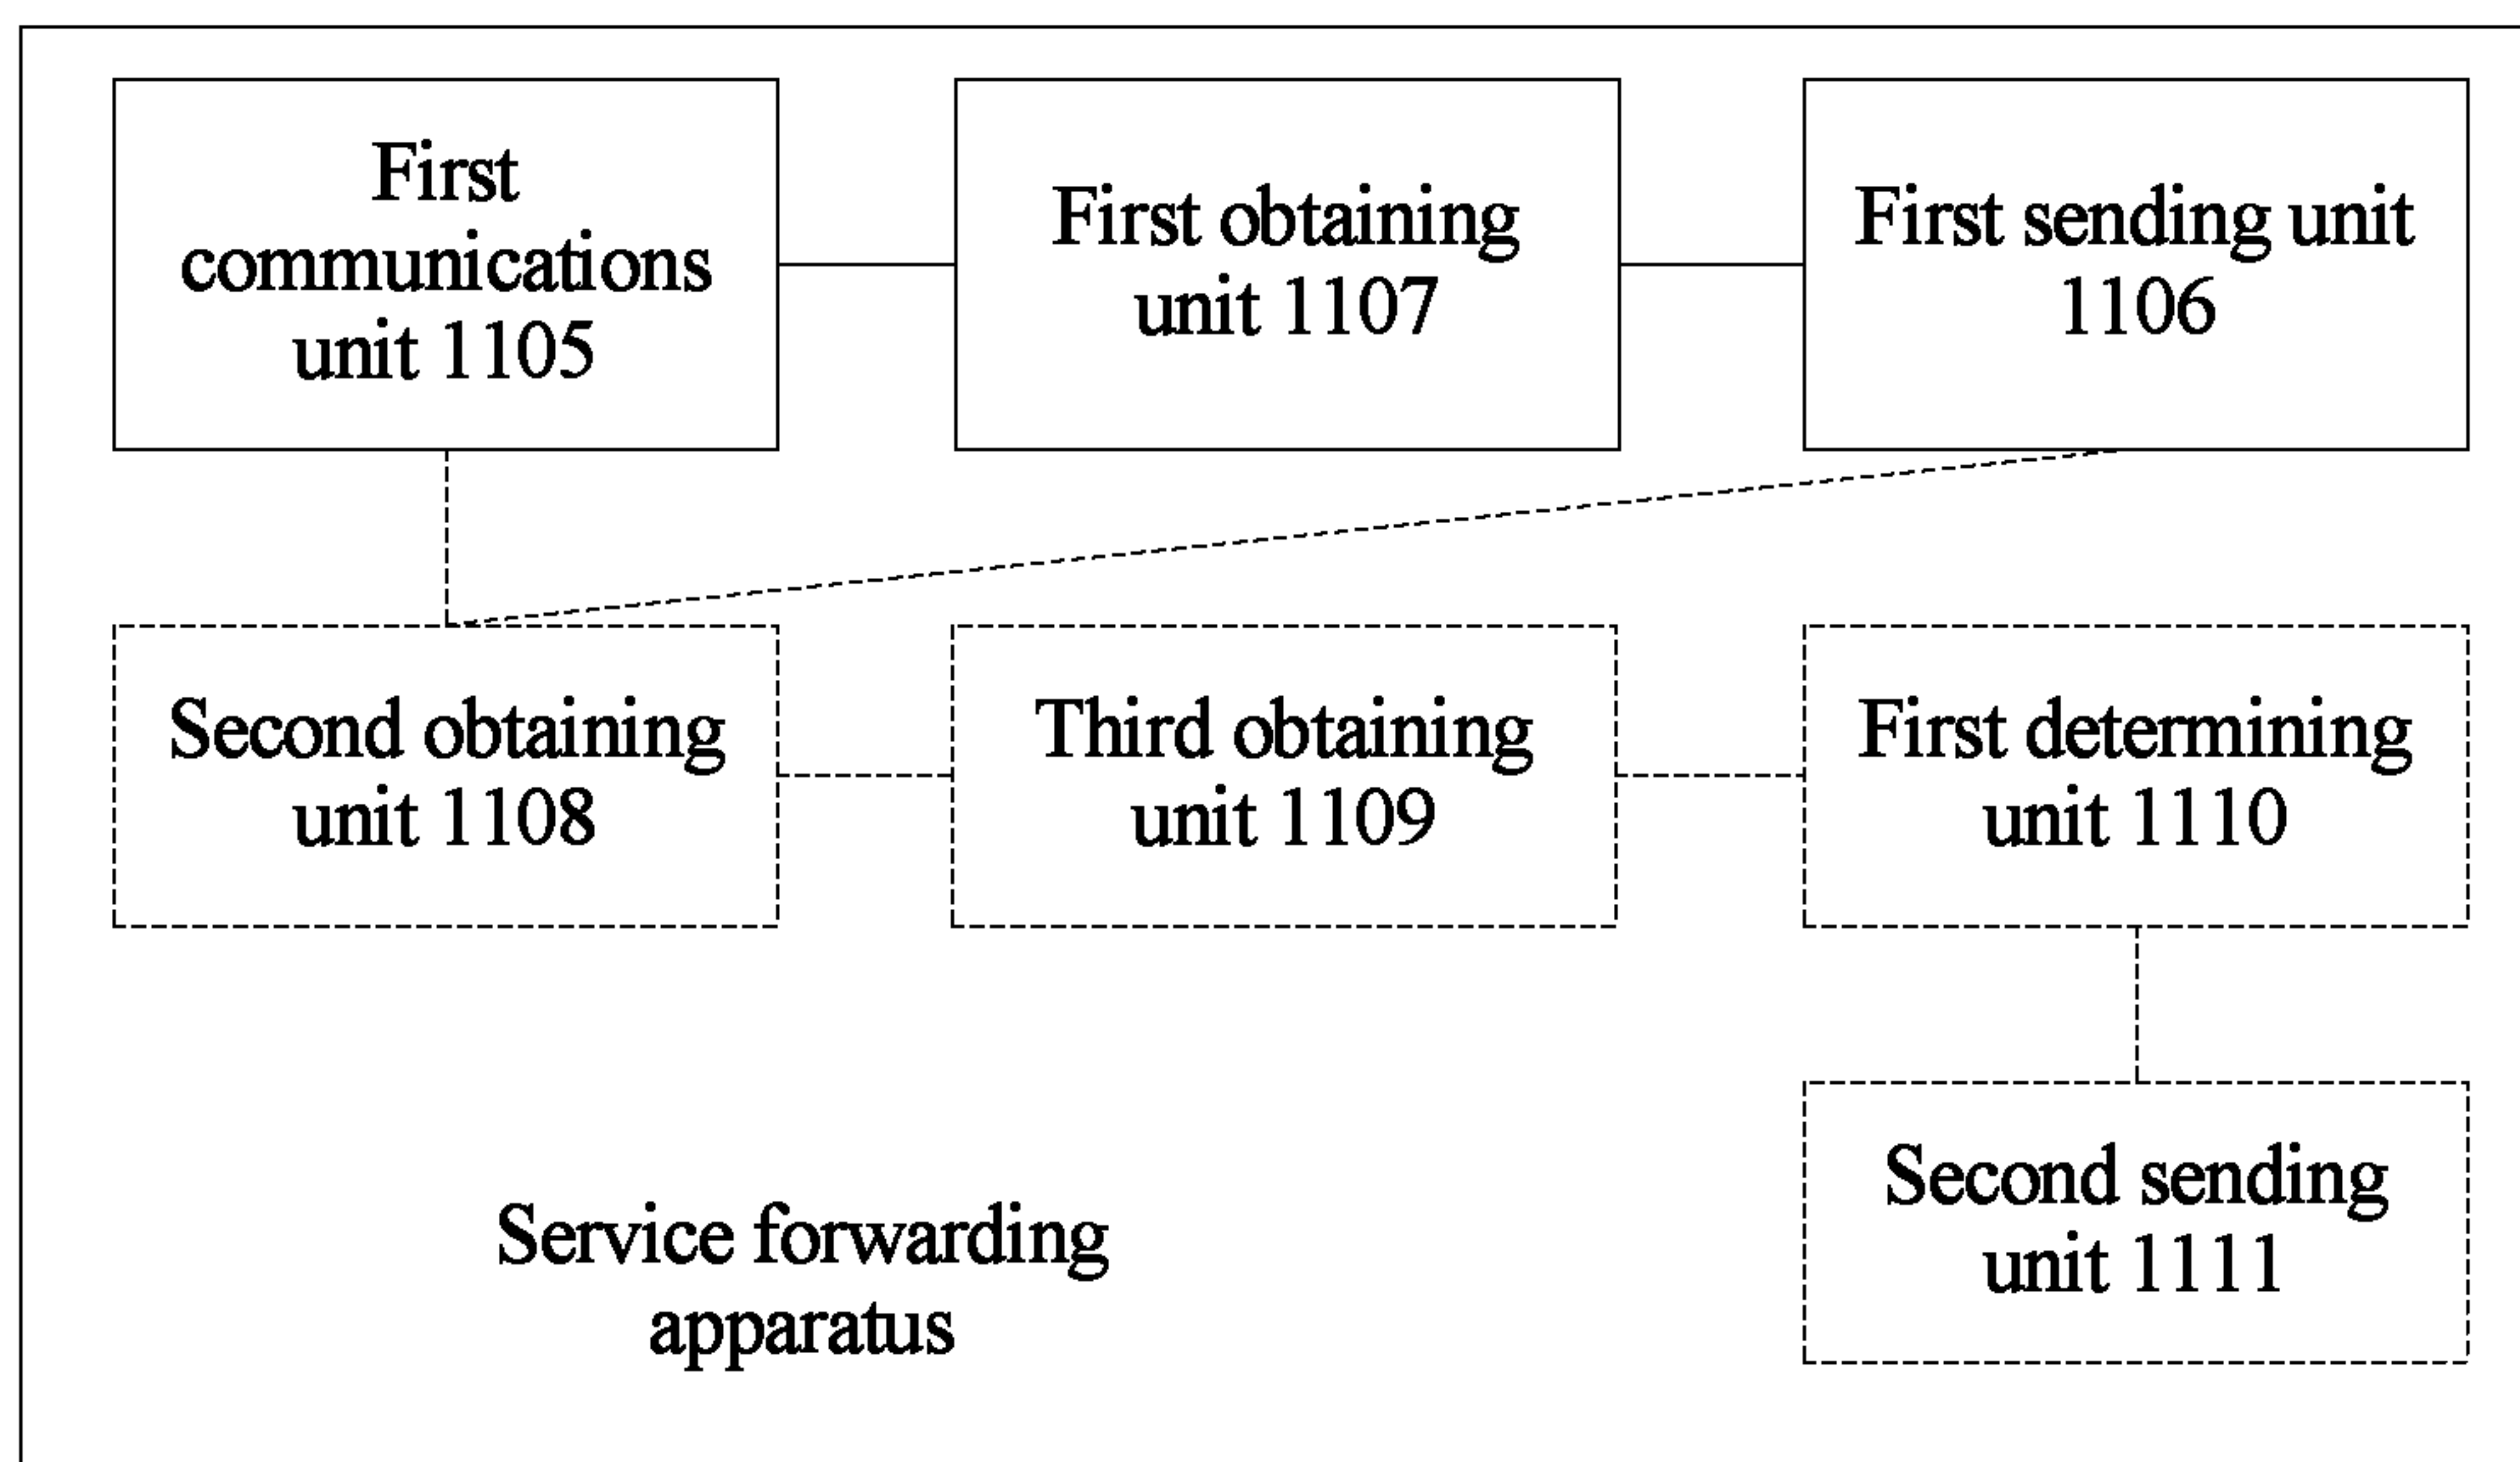 First
communications
unit 1105
First obtaining
unit 1107
First sending unit
1106
Second obtaining
unit 1108
Third obtaining
unit 1109
First determining
unit 1110
Second sending
unit 1111
Service forwarding
apparatus